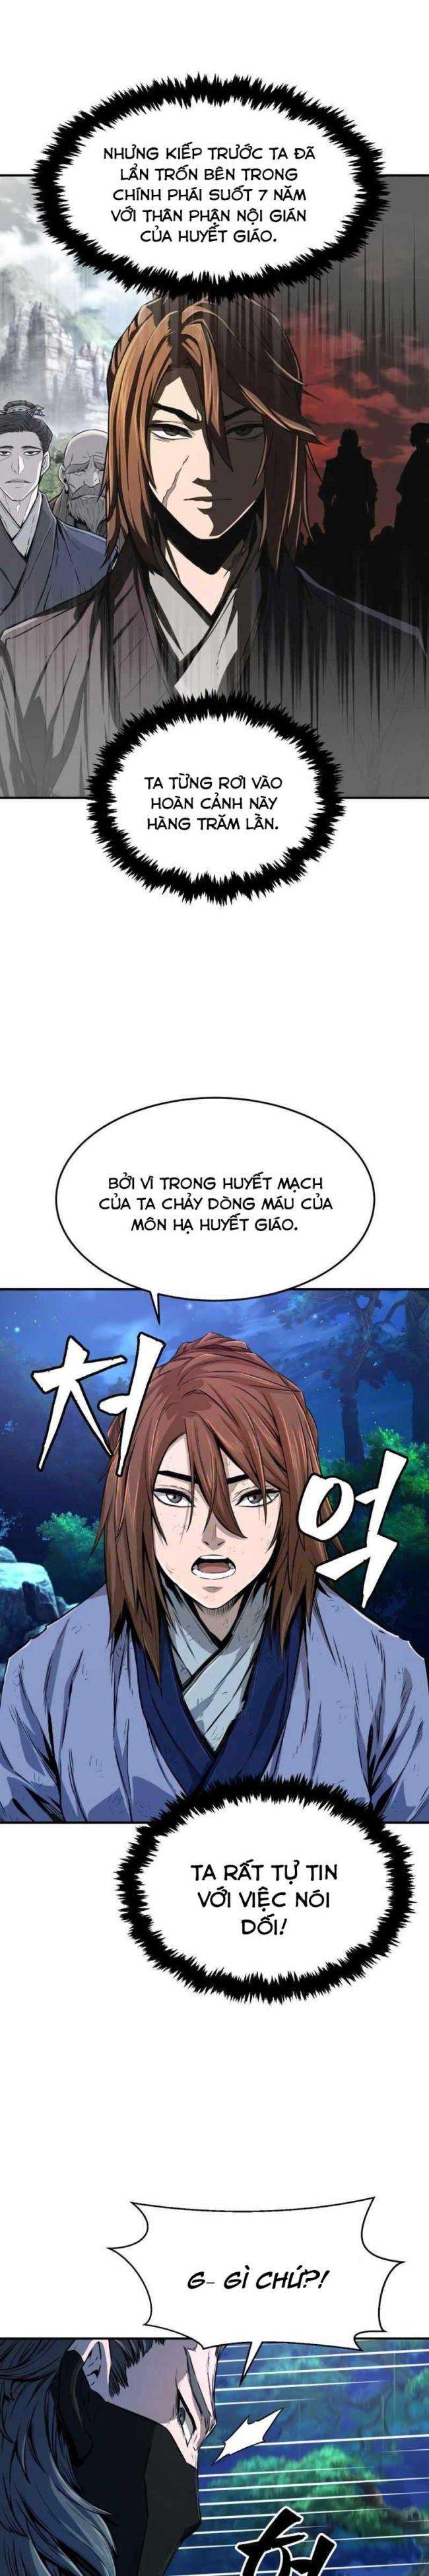 NHƯNG KIẾP TRƯỚC TA ĐÃ
LẨN TRỐN BÊN TRONG
CHÍNH PHÁI SUỐT 7 NĂM
VỚI THÂN PHẬN NỘI GIÁN
CỦA HUYẾT GIÁO.
TA TỪNG RƠI VÀO
HOÀN CẢNH NÀY
HÀNG TRĂM LẦN.
BỞI VÌ TRONG HUYẾT MẠCH
CỦA TA CHẢY DÒNG MÁU CỦA
MÔN HẠ HUYẾT GIÁO.
저
억
TA RẤT TỰ TIN
VỚI VIỆC NÓI
DỐI!
G- GÌ CHỨ?!